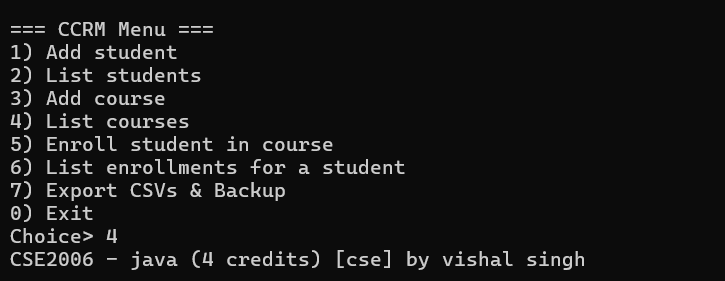 === CCRM Menu ===
1) Add student
2) List students
3) Add course
4) List courses
5) Enroll student in course
6) List enrollments for a student
7) Export CSVs & Backup
0) Exit
Choice> 4
CSE2006 - java (4 credits) [cse] by vishal singh